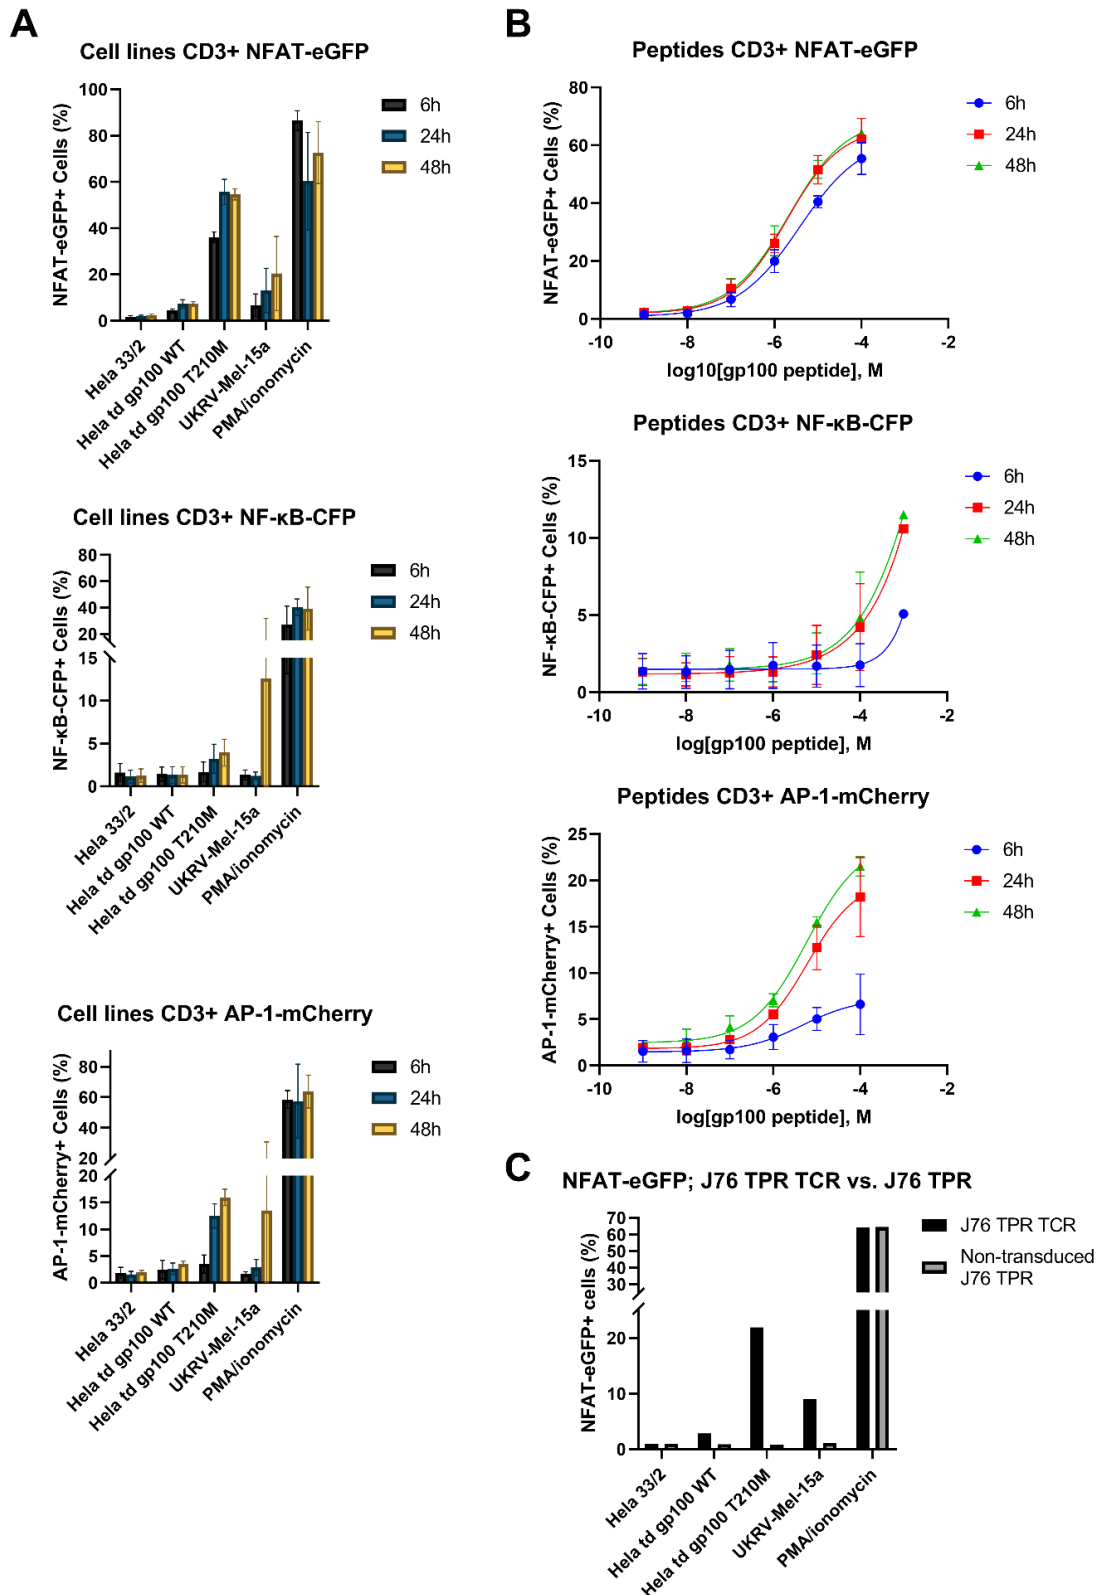 A
Cell lines CD3+ NFAT-eGFP
NFAT-eGFP+ Cells (%)
100
80
60
40
20
0
6h
24h
48h
Hela 33/2
Hela td gp100 WT
Hela td gp100 T210M
UKRV-Mel-15a
PMA/ionomycin
Cell lines CD3+ NF-κB-CFP
NF-κB-CFP+ Cells (%)
80
60
40
20
15
10
5
0
6h
24h
48h
Hela 33/2
Hela td gp100 WT
Hela td gp100 T210M
UKRV-Mel-15a
PMA/ionomycin
Cell lines CD3+ AP-1-mCherry
AP-1-mCherry+ Cells (%)
80
60
40
20
20
15
10
5
0
6h
24h
48h
Hela 33/2
Hela td gp100 WT
Hela td gp100 T210M
UKRV-Mel-15a
PMA/ionomycin
B
Peptides CD3+ NFAT-eGFP
NFAT-eGFP+ Cells (%)
80
60
40
20
0
-10
-8
-6
-4
-2
log10[gp100 peptide], M
6h
24h
48h
Peptides CD3+ NF-κB-CFP
NF-κB-CFP+ Cells (%)
15
10
5
0
-10
-8
-6
-4
-2
log[gp100 peptide], M
6h
24h
48h
Peptides CD3+ AP-1-mCherry
AP-1-mCherry+ Cells (%)
25
20
15
10
5
0
-10
-8
-6
-4
-2
log[gp100 peptide], M
6h
24h
48h
C
NFAT-eGFP; J76 TPR TCR vs. J76 TPR
NFAT-eGFP+ cells (%)
70
60
50
40
30
20
10
0
J76 TPR TCR
Non-transduced
J76 TPR
Hela 33/2
Hela td gp100 WT
Hela td gp100 T210M
UKRV-Mel-15a
PMA/ionomycin